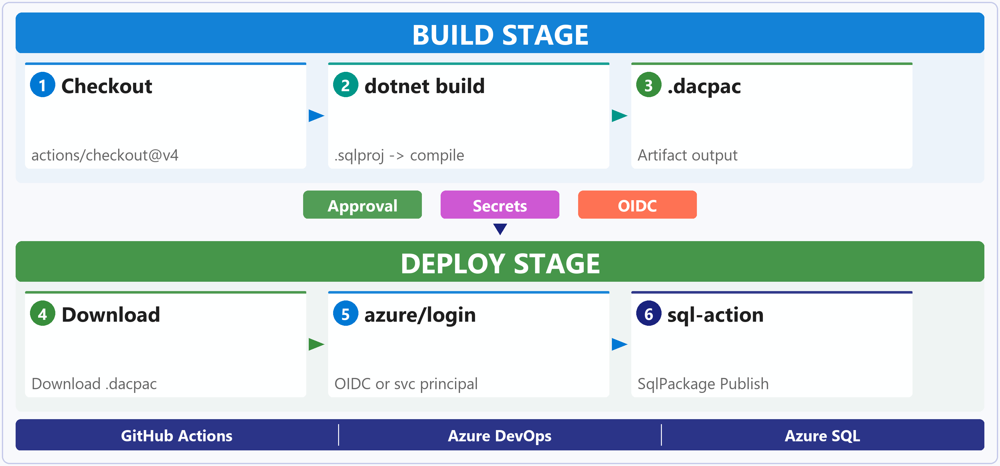 BUILD STAGE
1 Checkout
actions/checkout@v4
2 dotnet build
.sqlproj -> compile
3 .dacpac
Artifact output
Approval
Secrets
OIDC
DEPLOY STAGE
4 Download
Download .dacpac
5 azure/login
OIDC or svc principal
6 sql-action
SqlPackage Publish
GitHub Actions
Azure DevOps
Azure SQL